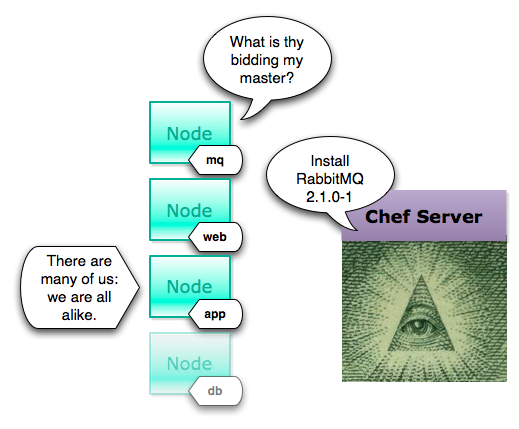 What is thy
bidding my
master?
Node
mq
Install
RabbitMQ
2.1.0-1
Chef Server
Node
web
There are
many of us:
we are all
alike.
Node
app
Node
db